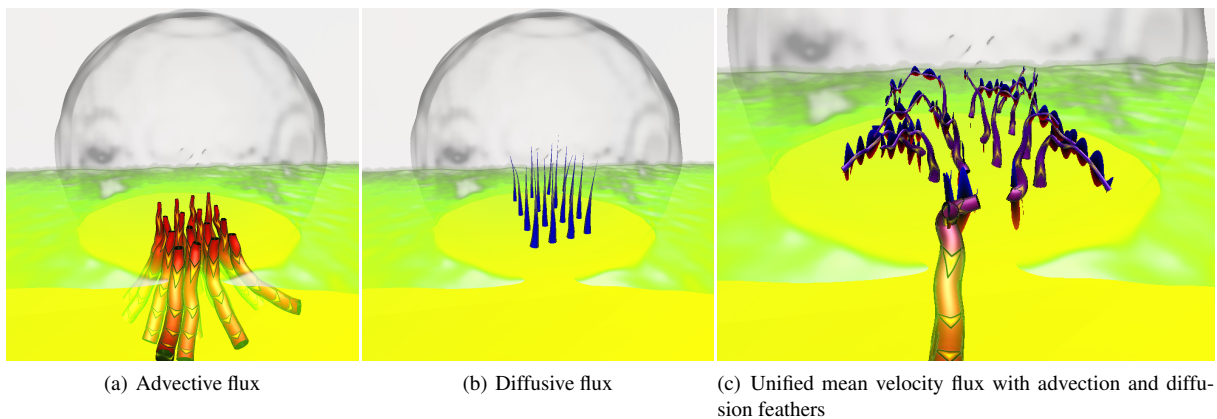 (a) Advective flux
(b) Diffusive flux
(c) Unified mean velocity flux with advection and diffu-
sion feathers